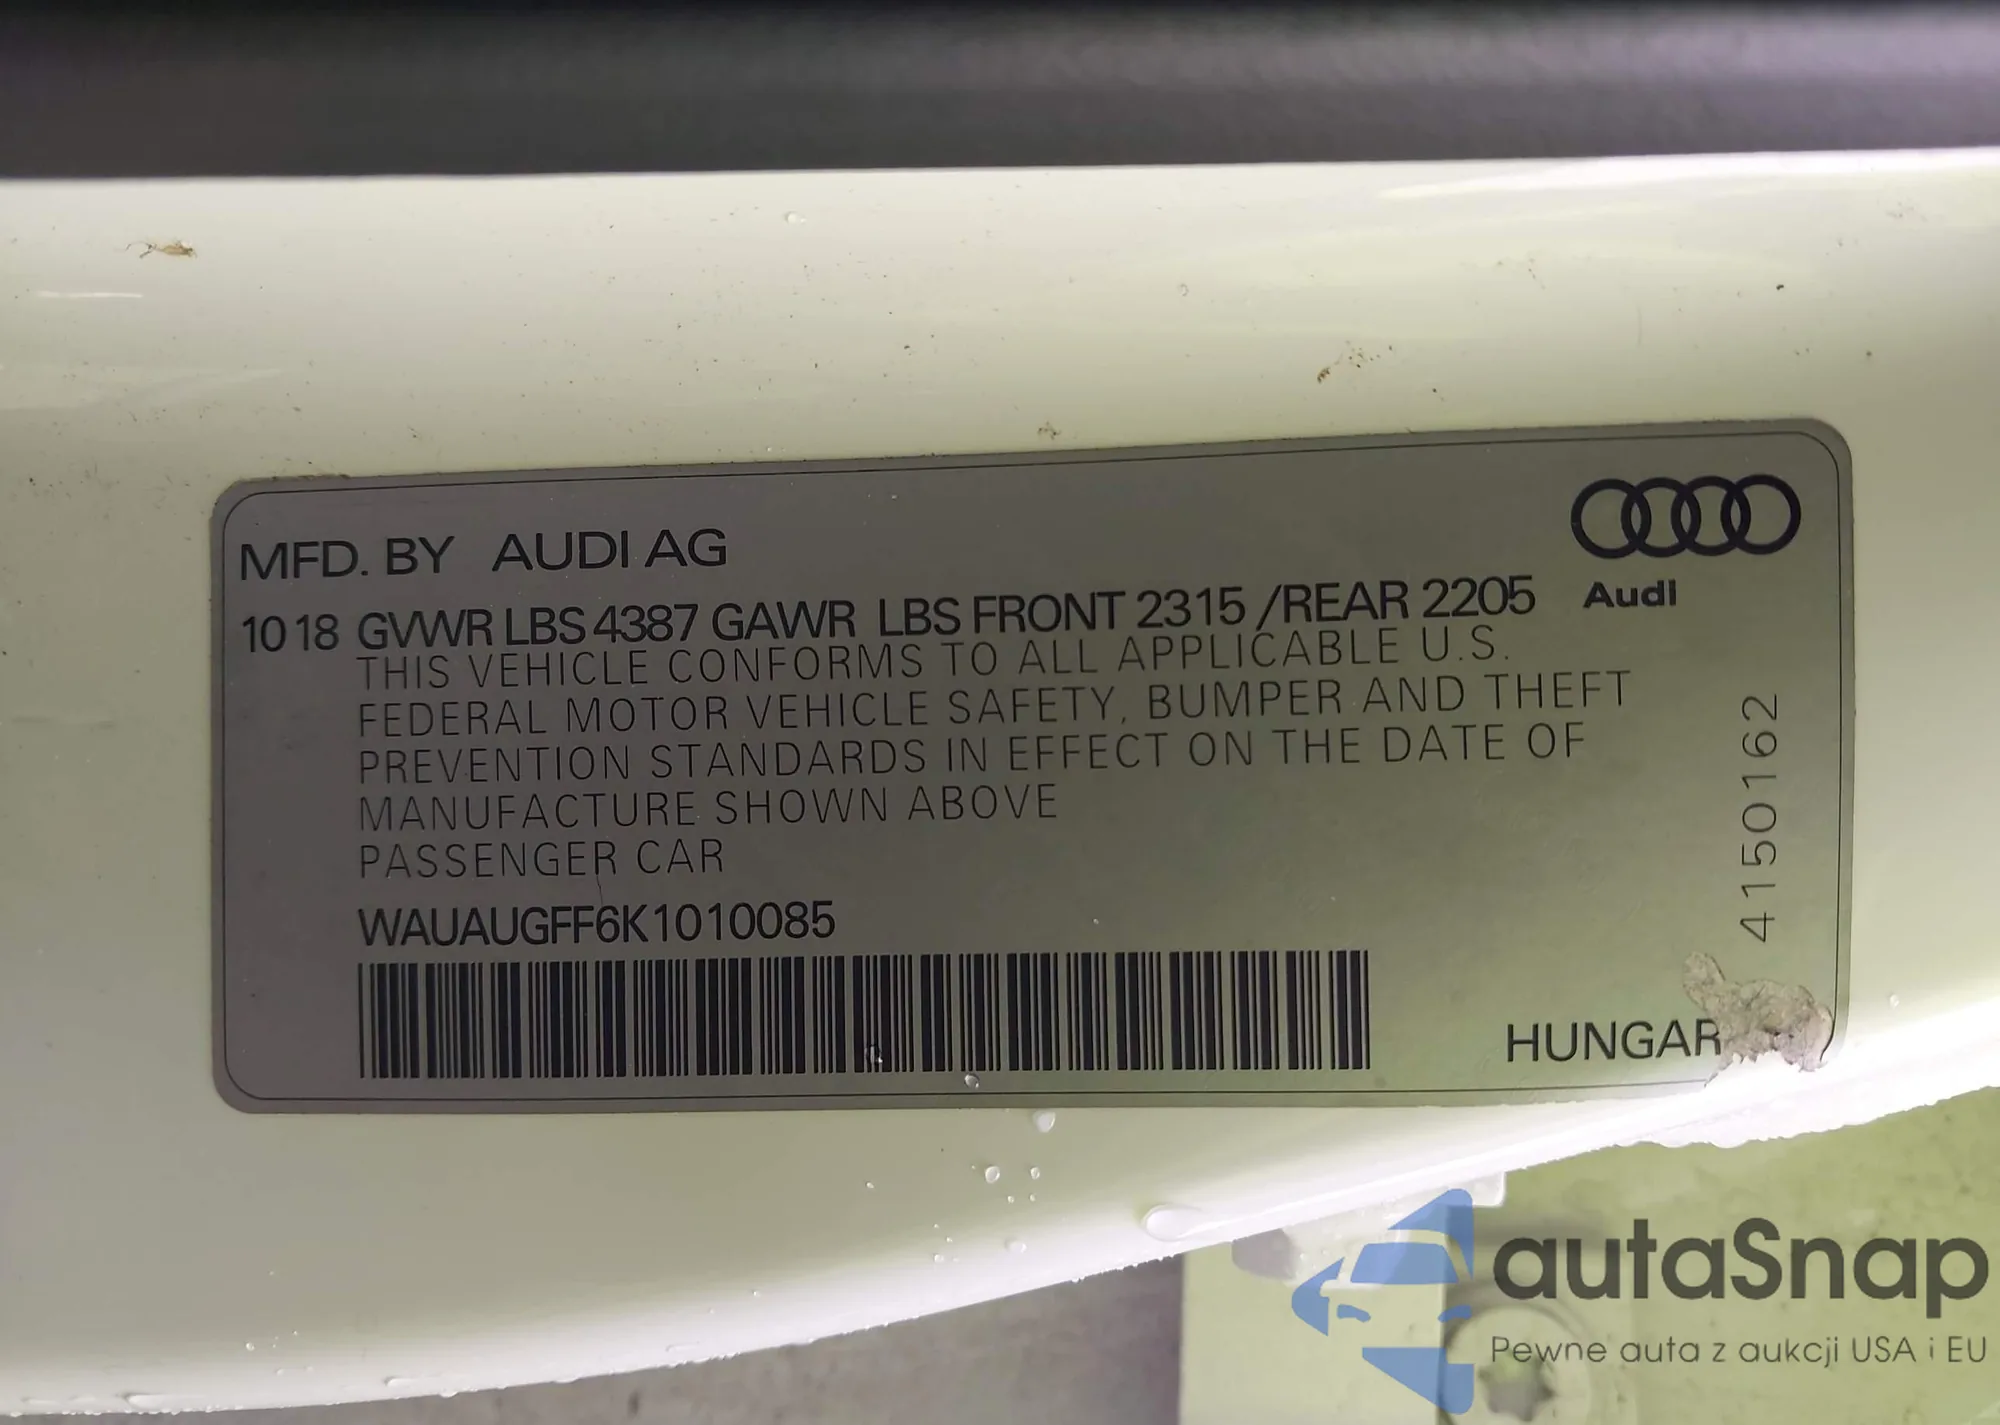 MFD. BY AUDI AG
Audi
1018 GVWR LBS 4387 GAWR LBS FRONT 2315 /REAR 2205
THIS VEHICLE CONFORMS TO ALL APPLICABLE U.S.
FEDERAL MOTOR VEHICLE SAFETY, BUMPER AND THEFT
PREVENTION STANDARDS IN EFFECT ON THE DATE OF
MANUFACTURE SHOWN ABOVE
PASSENGER CAR
WAUAUGFF6K1010085
4150162
HUNGAR
autaSnap
Pewne auta z aukcji USA i EU